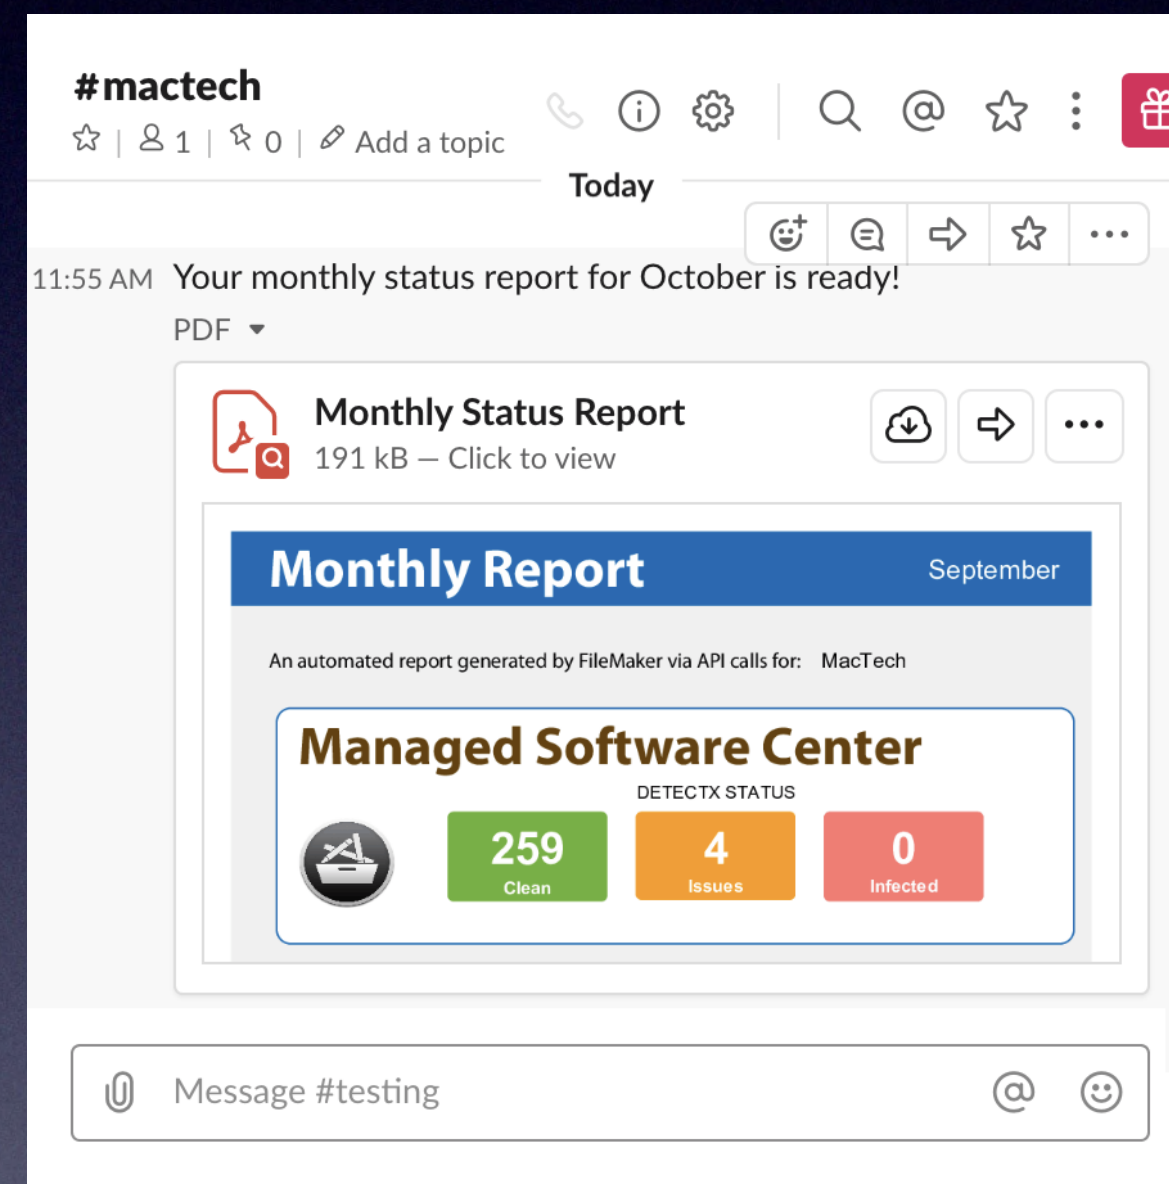 #mactech
1 | 0 | Add a topic
Today
11:55 AM Your monthly status report for October is ready!
PDF
Monthly Status Report
191 kB — Click to view
Monthly Report September
An automated report generated by FileMaker via API calls for: MacTech
Managed Software Center
DETECTX STATUS
259 4 0
Clean Issues Infected
Message #testing